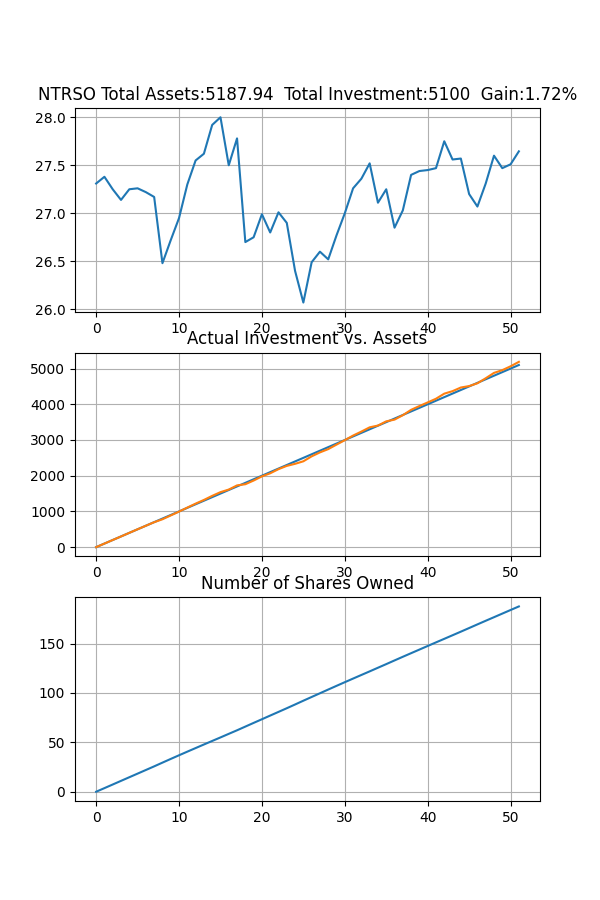 NTRSO Total Assets:5187.94  Total Investment:5100  Gain:1.72%
28.0
27.5
27.0
26.5
26.0
0 10 20 30 40 50
Actual Investment vs. Assets
5000
4000
3000
2000
1000
0
0 10 20 30 40 50
Number of Shares Owned
150
100
50
0
0 10 20 30 40 50